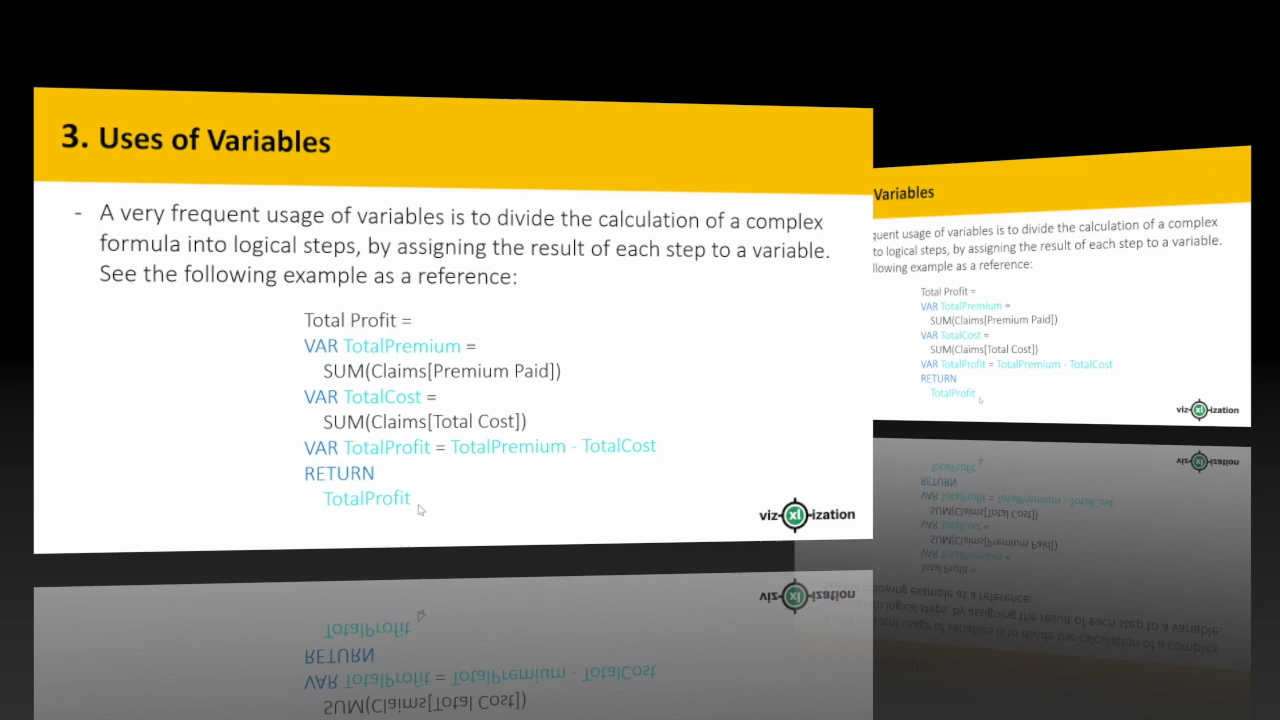 3. Uses of Variables
- A very frequent usage of variables is to divide the calculation of a complex
formula into logical steps, by assigning the result of each step to a variable.
See the following example as a reference:
Total Profit =
VAR TotalPremium =
SUM(Claims[Premium Paid])
VAR TotalCost =
SUM(Claims[Total Cost])
VAR TotalProfit = TotalPremium - TotalCost
RETURN
TotalProfit
viz-xl-ization
Variables
quent usage of variables is to divide the calculation of a complex
to logical steps, by assigning the result of each step to a variable.
llowing example as a reference:
Total Profit =
VAR TotalPremium =
SUM(Claims[Premium Paid])
VAR TotalCost =
SUM(Claims[Total Cost])
VAR TotalProfit = TotalPremium - TotalCost
RETURN
TotalProfit
viz-xl-ization